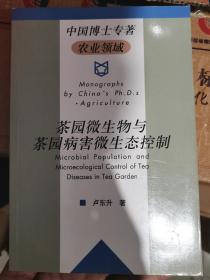 中国博士专著
农业领域
Monographs
by China's Ph.D.s
·Agriculture
茶园微生物与
茶园病害微生态控制
Microbial Population and
Microecological Control of Tea
Diseases in Tea Garden
卢东升 著
标
化